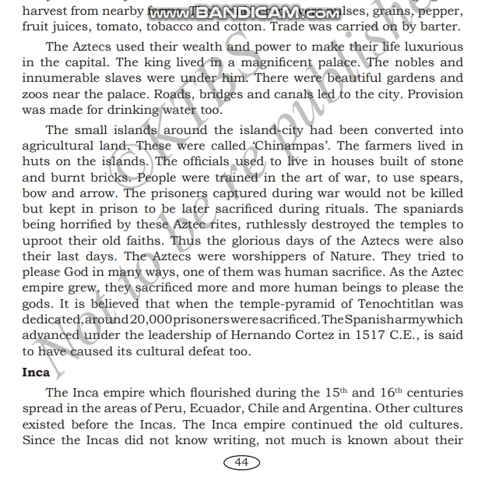 harvest from nearby
WWW.BANDICAM.COM
pulses, grains, pepper,
fruit juices, tomato, tobacco and cotton. Trade was carried on by barter.
The Aztecs used their wealth and power to make their life luxurious
in the capital. The king lived in a magnificent palace. The nobles and
innumerable slaves were under him. There were beautiful gardens and
zoos near the palace. Roads, bridges and canals led to the city. Provision
was made for drinking water too.
The small islands around the island-city had been converted into
agricultural land. These were called 'Chinampas'. The farmers lived in
huts on the islands. The officials used to live in houses built of stone
and burnt bricks. People were trained in the art of war, to use spears,
bow and arrow. The prisoners captured during war would not be killed
but kept in prison to be later sacrificed during rituals. The spaniards
being horrified by these Aztec rites, ruthlessly destroyed the temples to
uproot their old faiths. Thus the glorious days of the Aztecs were also
their last days. The Aztecs were worshippers of Nature. They tried to
please God in many ways, one of them was human sacrifice. As the Aztec
empire grew, they sacrificed more and more human beings to please the
gods. It is believed that when the temple-pyramid of Tenochtitlan was
dedicated, around 20,000 prisoners were sacrificed. The Spanish army which
advanced under the leadership of Hernando Cortez in 1517 C.E., is said
to have caused its cultural defeat too.
Inca
The Inca empire which flourished during the 15th and 16th centuries
spread in the areas of Peru, Ecuador, Chile and Argentina. Other cultures
existed before the Incas. The Inca empire continued the old cultures.
Since the Incas did not know writing, not much is known about their
44
©KTBS
Not to be republished